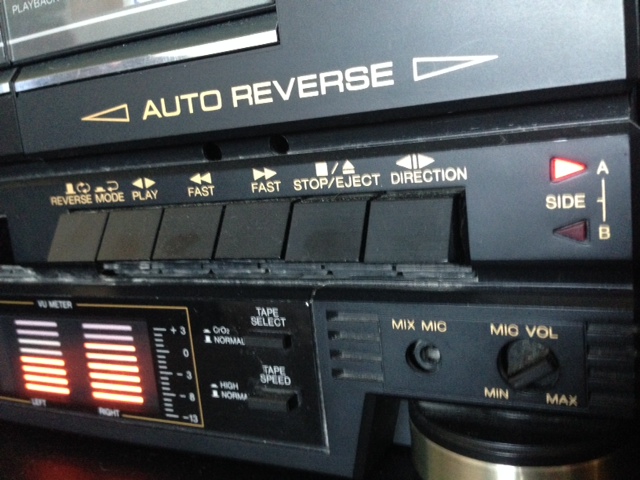 PLAYBACK
AUTO REVERSE
REVERSE MODE PLAY FAST FAST STOP/EJECT DIRECTION
A
SIDE
B
VU METER
LEFT RIGHT
+3
0
-3
-8
-13
TAPE
SELECT
CrO2
NORMAL
TAPE
SPEED
HIGH
MIX MIC
MIC VOL
MIN MAX